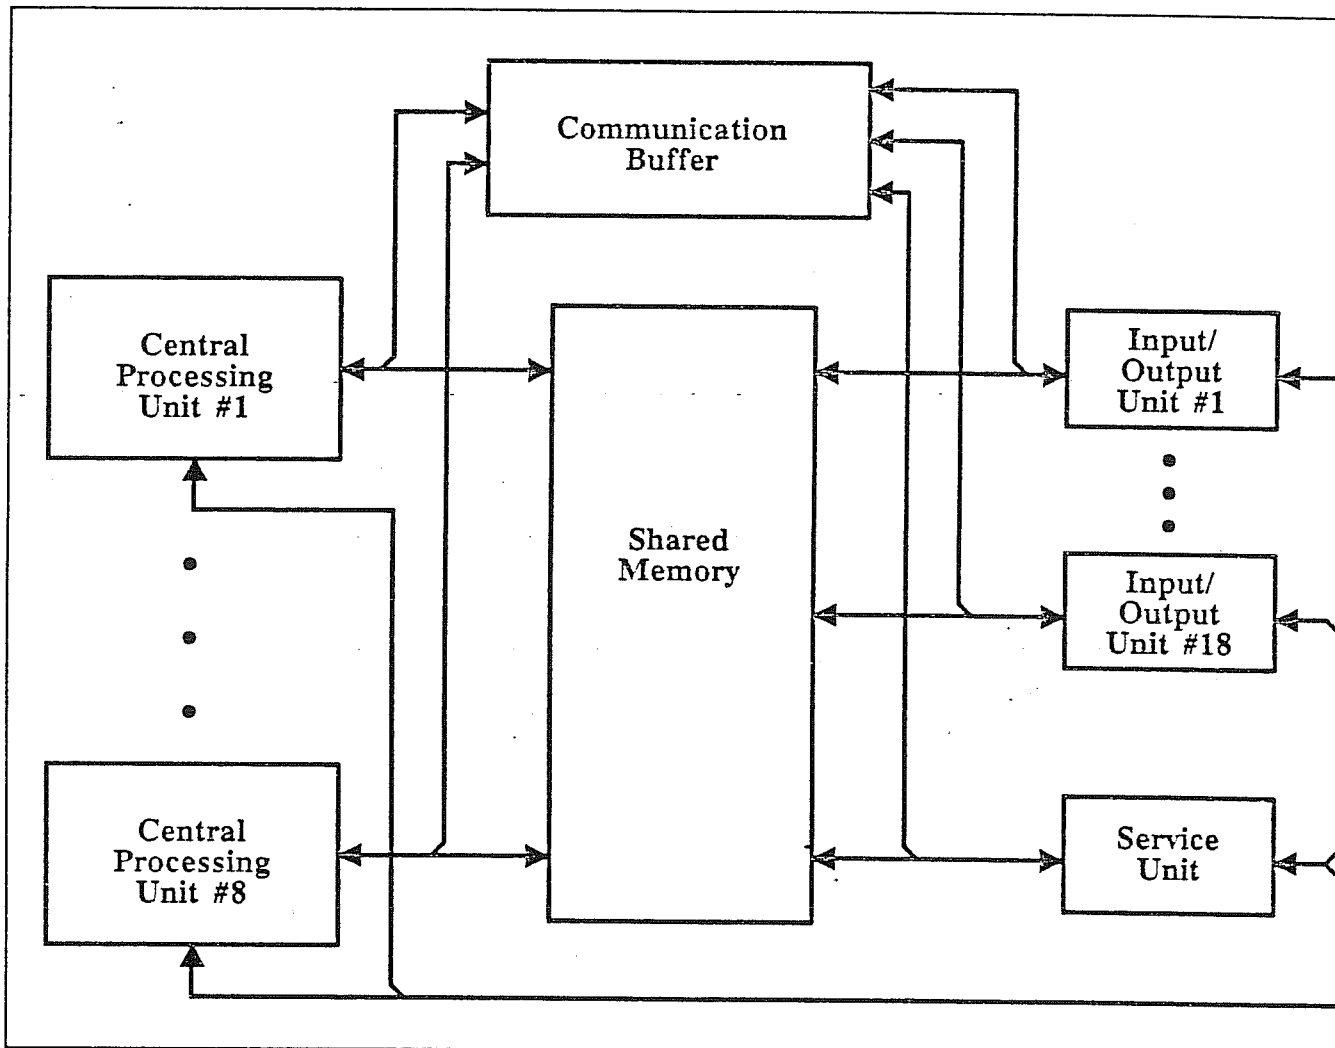 Communication
Buffer
Central
Processing
Unit #1
Input/
Output
Unit #1
Shared
Memory
Input/
Output
Unit #18
Central
Processing
Unit #8
Service
Unit